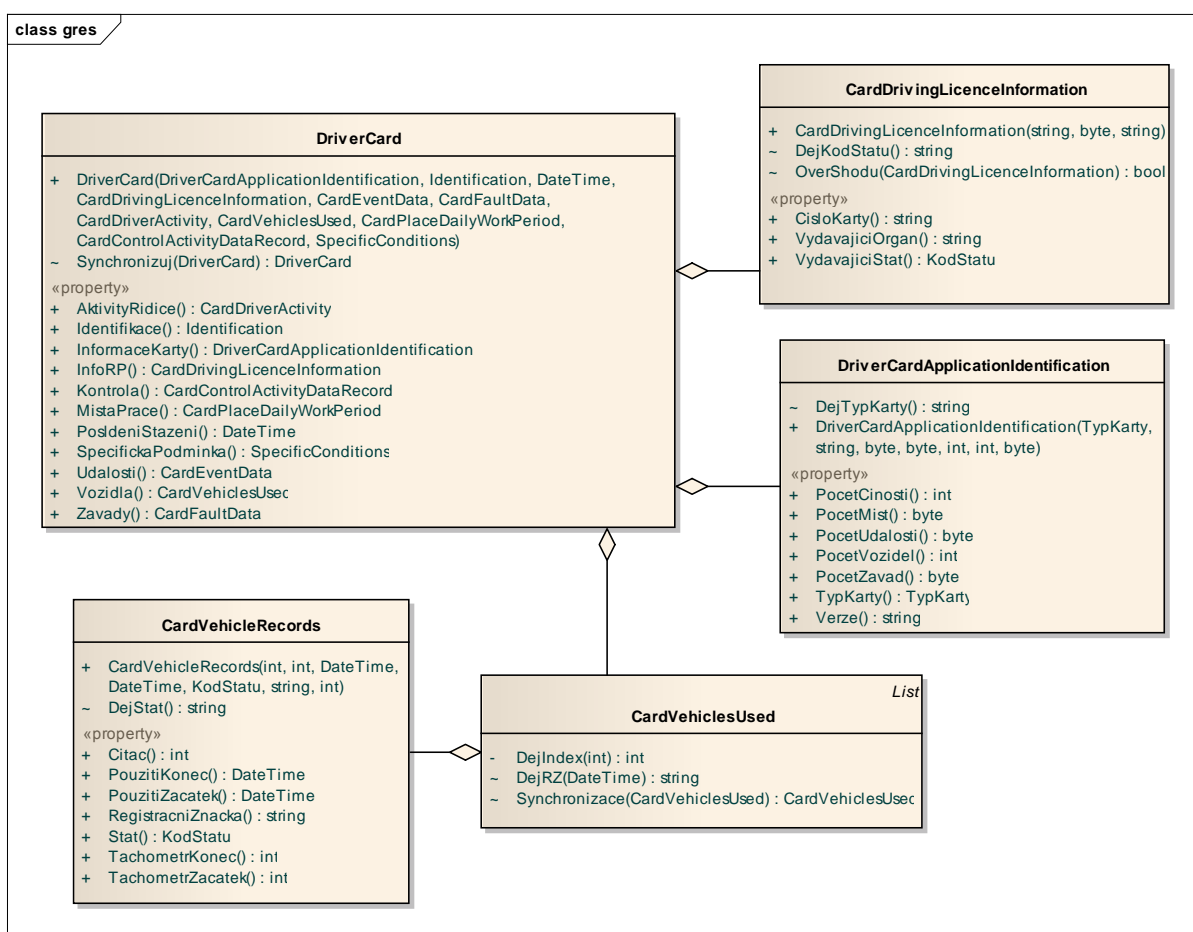 class gres
DriverCard
+ DriverCard(DriverCardApplicationIdentification, Identification, DateTime,
CardDrivingLicenceInformation, CardEventData, CardFaultData,
CardDriverActivity, CardVehiclesUsed, CardPlaceDailyWorkPeriod,
CardControlActivityDataRecord, SpecificConditions)
~ Synchronizuj(DriverCard) : DriverCard
«property»
+ AktivityRidice() : CardDriverActivity
+ Identifikace() : Identification
+ InformaceKarty() : DriverCardApplicationIdentification
+ InfoRP() : CardDrivingLicenceInformation
+ Kontrola() : CardControlActivityDataRecord
+ MistaPrace() : CardPlaceDailyWorkPeriod
+ PosldeniStazeni() : DateTime
+ SpecifickaPodminka() : SpecificConditions
+ Udalosti() : CardEventData
+ Vozidla() : CardVehiclesUsed
+ Zavady() : CardFaultData
CardDrivingLicenceInformation
+ CardDrivingLicenceInformation(string, byte, string)
~ DejKodStatu() : string
~ OverShodu(CardDrivingLicenceInformation) : bool
«property»
+ CisloKarty() : string
+ VydavajiciOrgan() : string
+ VydavajiciStat() : KodStatu
DriverCardApplicationIdentification
~ DejTypKarty() : string
+ DriverCardApplicationIdentification(TypKarty,
string, byte, byte, int, int, byte)
«property»
+ PocetCinosti() : int
+ PocetMist() : byte
+ PocetUdalosti() : byte
+ PocetVozidel() : int
+ PocetZavad() : byte
+ TypKarty() : TypKarty
+ Verze() : string
CardVehicleRecords
+ CardVehicleRecords(int, int, DateTime,
DateTime, KodStatu, string, int)
~ DejStat() : string
«property»
+ Citac() : int
+ PouzitiKonec() : DateTime
+ PouzitiZacatek() : DateTime
+ RegistracniZnacka() : string
+ Stat() : KodStatu
+ TachometrKonec() : int
+ TachometrZacatek() : int
List
CardVehiclesUsed
- DejIndex(int) : int
~ DejRZ(DateTime) : string
~ Synchronizace(CardVehiclesUsed) : CardVehiclesUsed